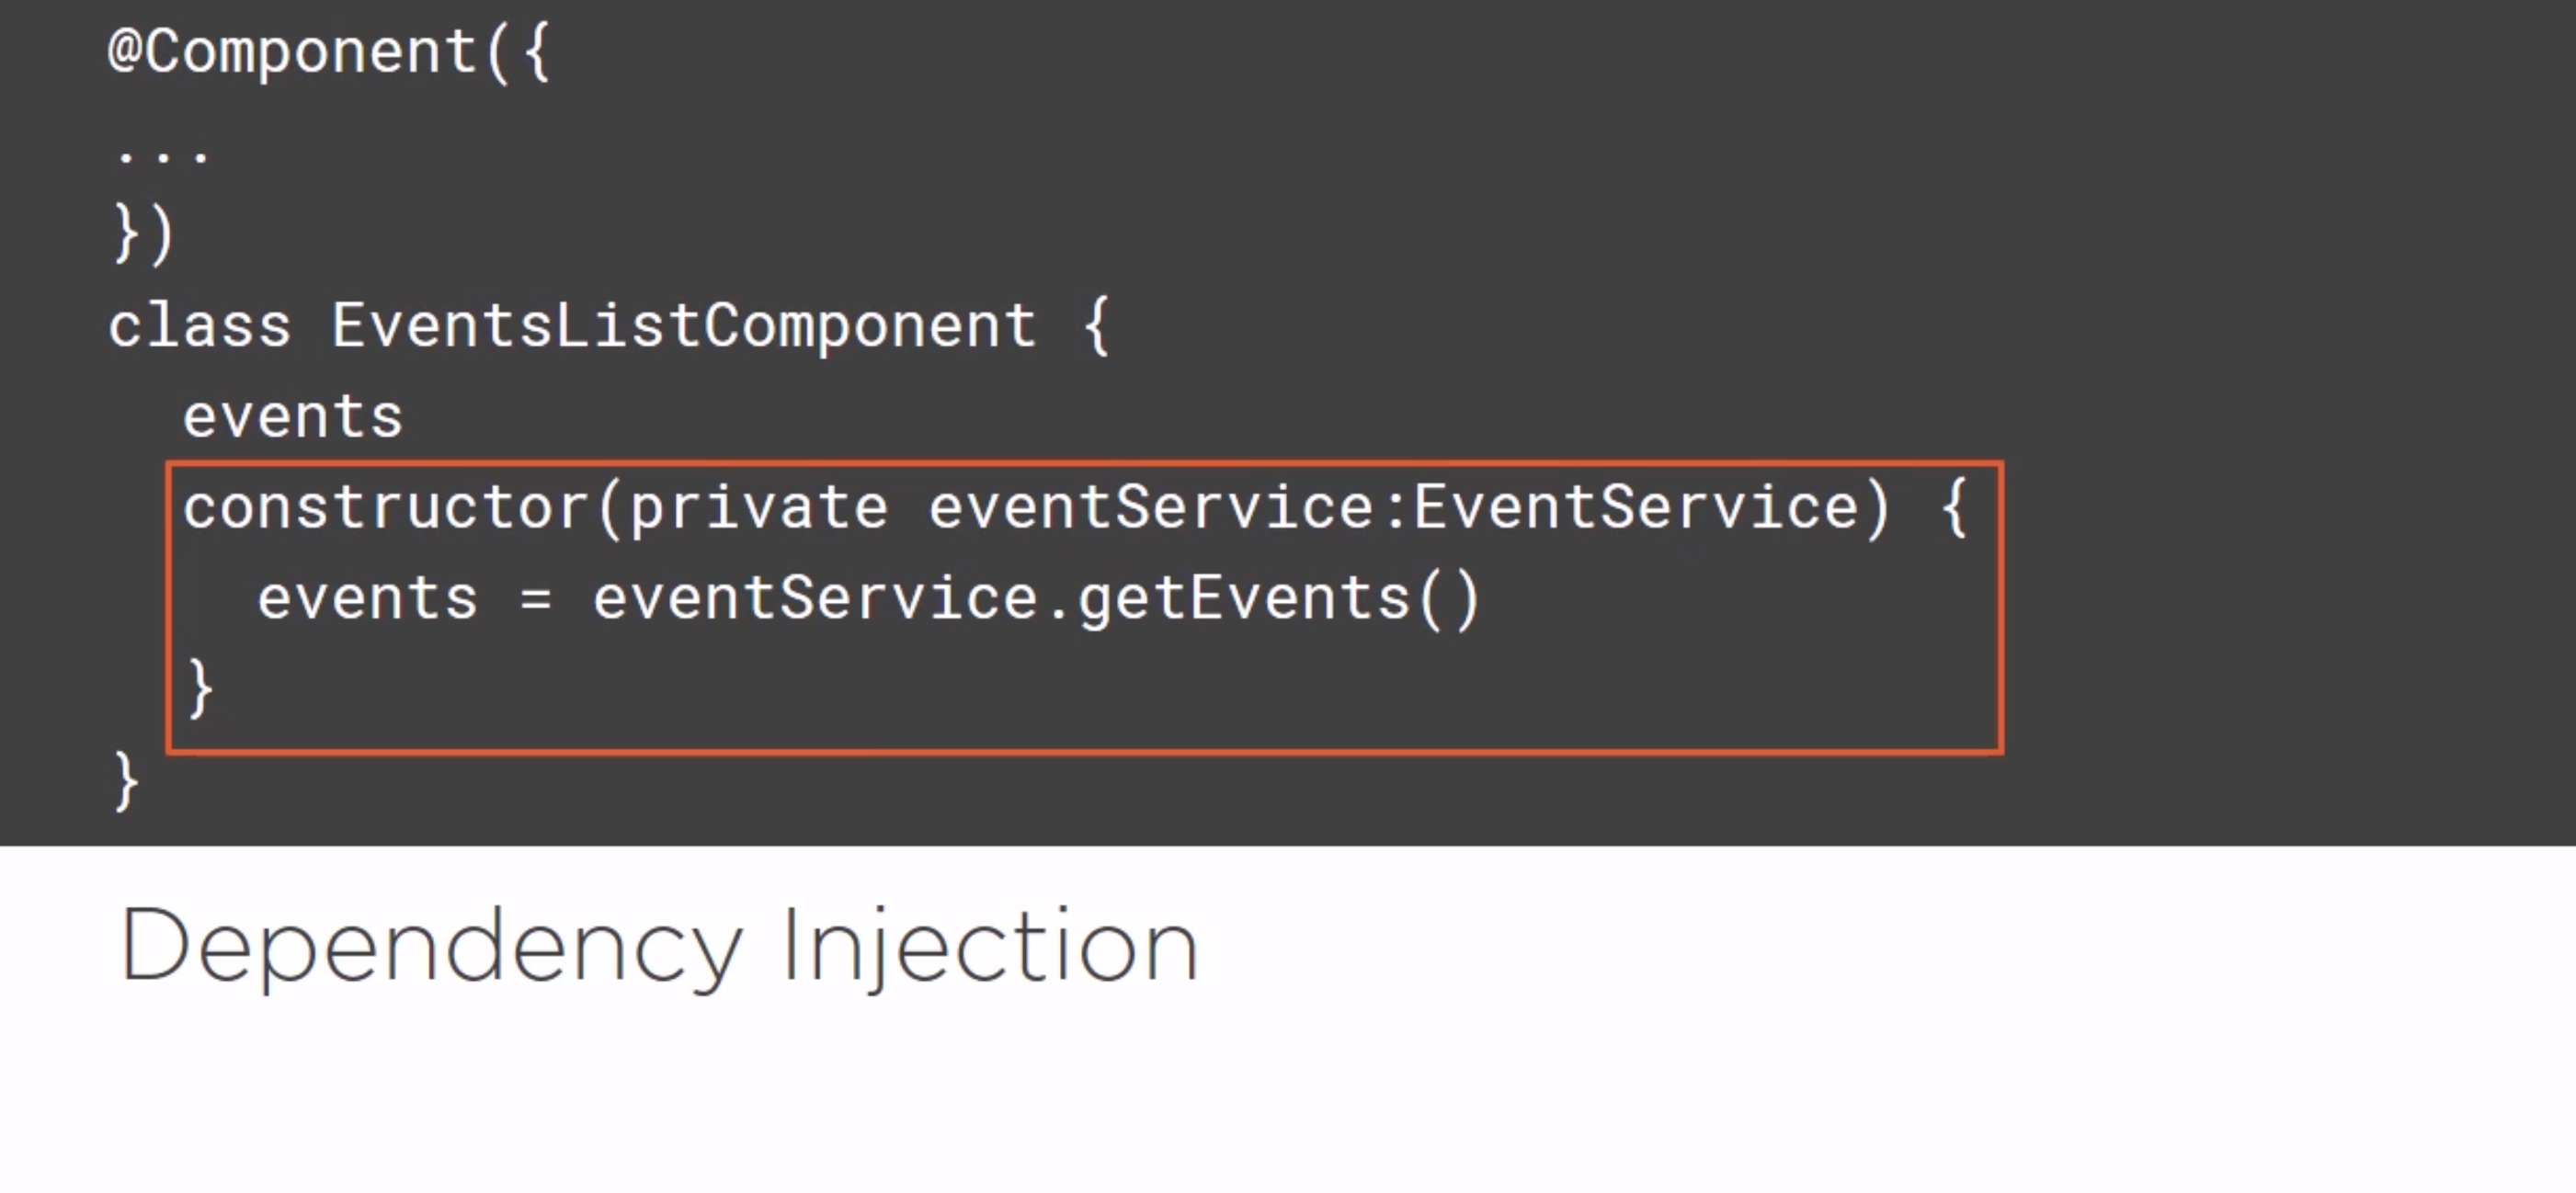 @Component({
...
})
class EventsListComponent {
  events
  constructor(private eventService:EventService) {
    events = eventService.getEvents()
  }
}
Dependency Injection